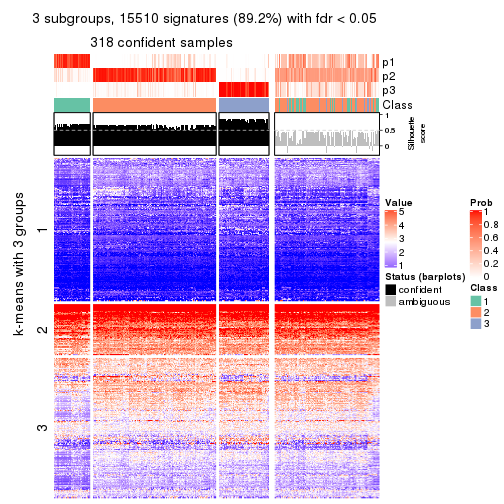 3 subgroups, 15510 signatures (89.2%) with fdr < 0.05
318 confident samples
p1
p2
p3
Class
1
0.5
0
Silhouette
score
k-means with 3 groups
1
2
3
Value
5
4
3
2
1
Status (barplots)
confident
ambiguous
Prob
1
0.8
0.6
0.4
0.2
0
Class
1
2
3